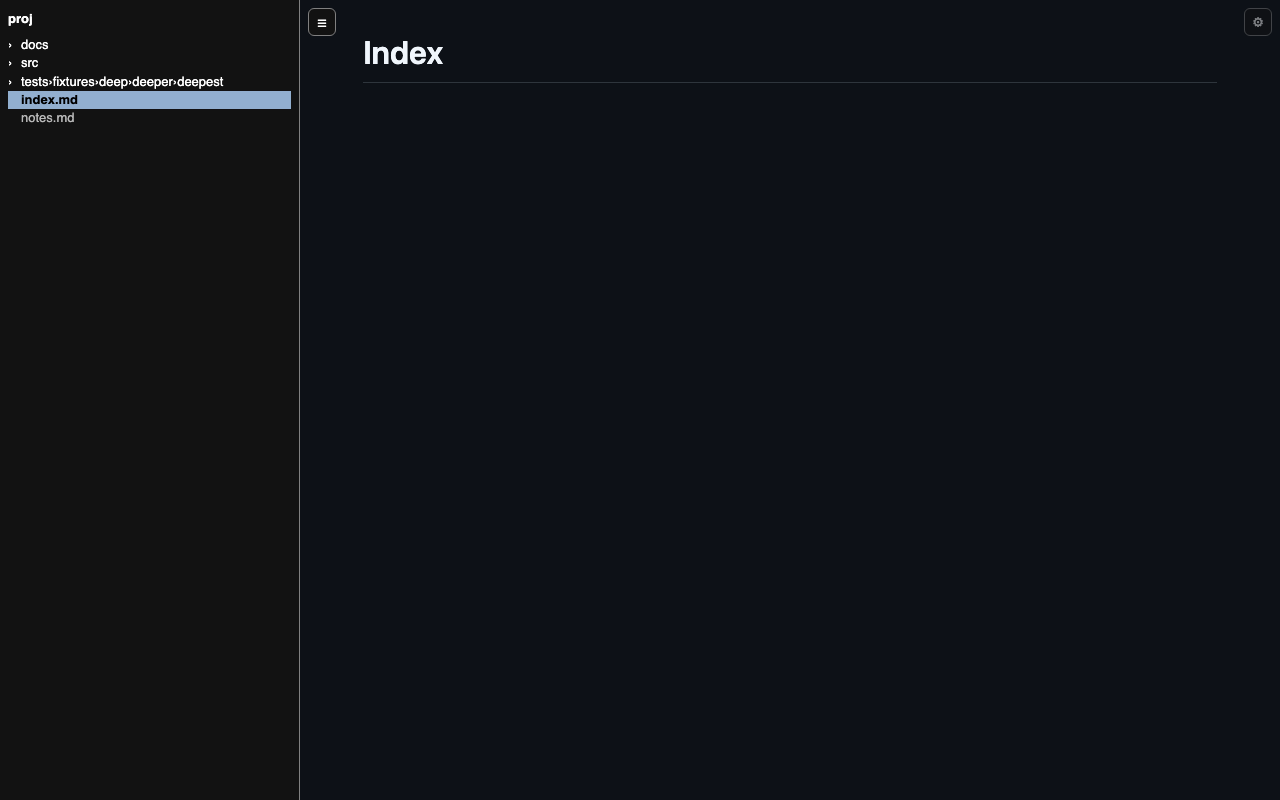 proj
› docs
› src
› tests›fixtures›deep›deeper›deepest
index.md
notes.md
Index